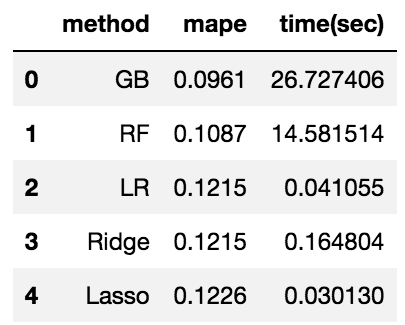 method mape time(sec)
0 GB 0.0961 26.727406
1 RF 0.1087 14.581514
2 LR 0.1215 0.041055
3 Ridge 0.1215 0.164804
4 Lasso 0.1226 0.030130